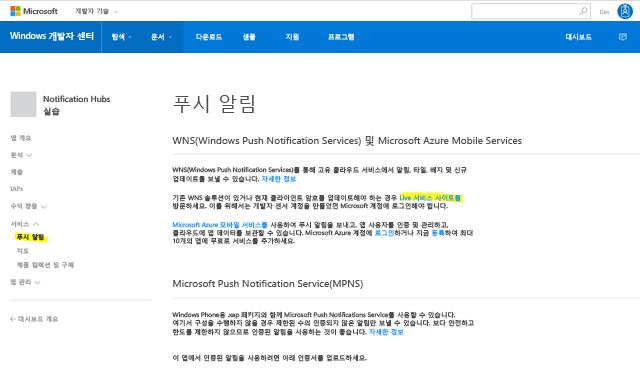 Microsoft
개발자 기술
Dev
Windows 개발자 센터
탐색
문서
다운로드
샘플
지원
프로그램
대시보드
Notification Hubs
실습
앱 개요
분석
제출
IAPs
수익 창출
서비스
푸시 알림
지도
제품 컬렉션 및 구매
앱 관리
대시보드 개요
푸시 알림
WNS(Windows Push Notification Services) 및 Microsoft Azure Mobile Services
WNS(Windows Push Notification Services)를 통해 고유 클라우드 서비스에서 알림, 타일, 배지 및 신규
업데이트를 보낼 수 있습니다. 자세한 정보
기존 WNS 솔루션이 있거나 현재 클라이언트 암호를 업데이트해야 하는 경우 Live 서비스 사이트를
방문하세요. 이를 위해서는 개발자 센서 계정을 만들었던 Microsoft 계정에 로그인해야 합니다.
Microsoft Azure 모바일 서비스를 사용하여 푸시 알림을 보내고, 앱 사용자를 인증 및 관리하고,
클라우드에 앱 데이터를 보관할 수 있습니다. Microsoft Azure 계정에 로그인하거나 지금 등록하여 최대
10개의 앱에 무료로 서비스를 추가하세요.
Microsoft Push Notification Service(MPNS)
Windows Phone용 .xap 패키지와 함께 Microsoft Push Notifications Service를 사용할 수 있습니다.
여기서 구성을 수행하지 않을 경우 제한된 수의 인증되지 않은 알림만 보낼 수 있습니다. 보다 안전하고
한도를 제한하지 않으므로 인증된 알림을 사용하는 것이 좋습니다. 자세한 정보
이 앱에서 인증된 알림을 사용하려면 아래 인증서를 업로드하세요.